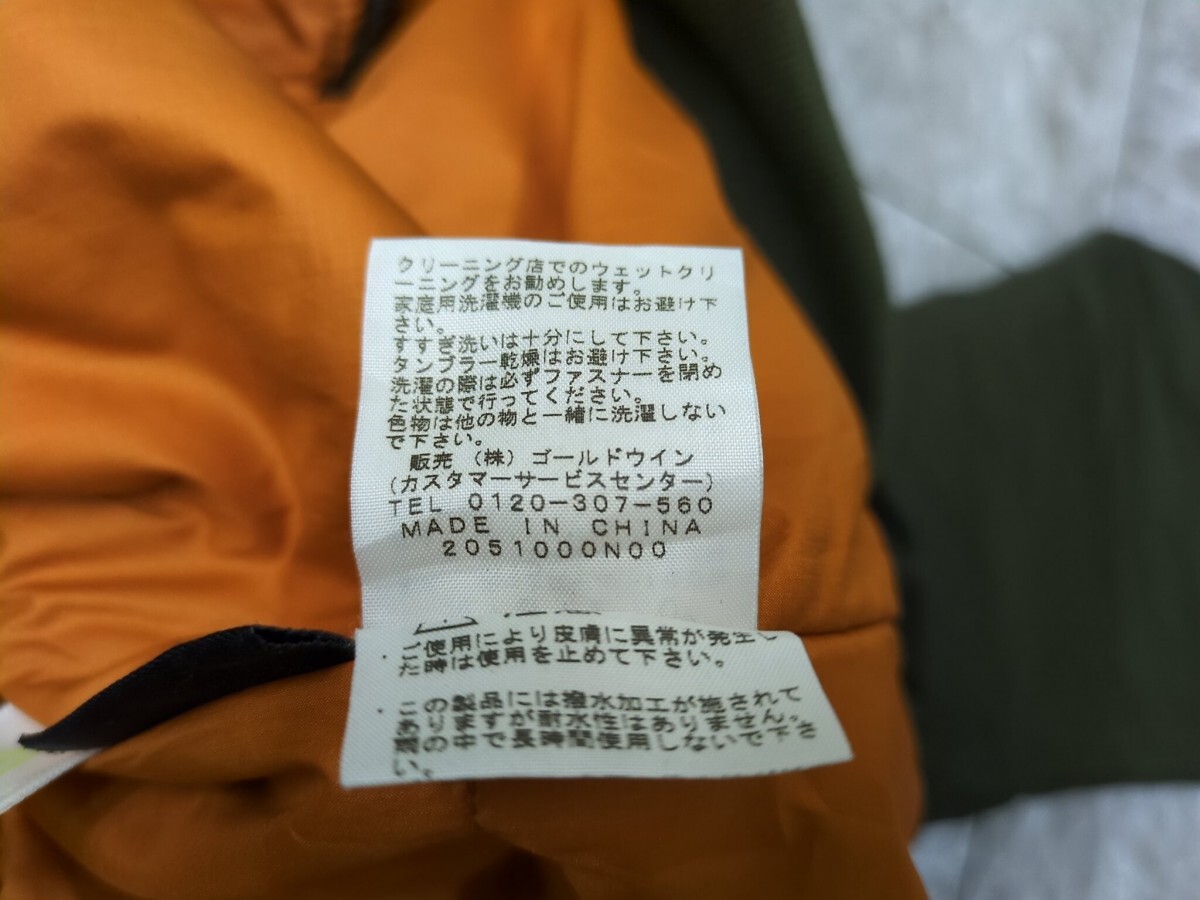 クリーニング店でのウェットクリ
ーニングをお勧めします。
家庭用洗濯機のご使用はお避け下
さい。
すすぎ洗いは十分にして下さい。
タンブラー乾燥はお避け下さい。
洗濯の際は必ずファスナーを閉め
た状態で行ってください。
色物は他の物と一緒に洗濯しない
で下さい。
販売 (株) ゴールドウイン
(カスタマーサービスセンター)
TEL 0120-307-560
MADE IN CHINA
2051000N00
ご使用により皮膚に異常が発生し
た時は使用を止めて下さい。
この製品には撥水加工が施されて
ありますが耐水性はありません。
雨の中で長時間使用しないで下さ
い。